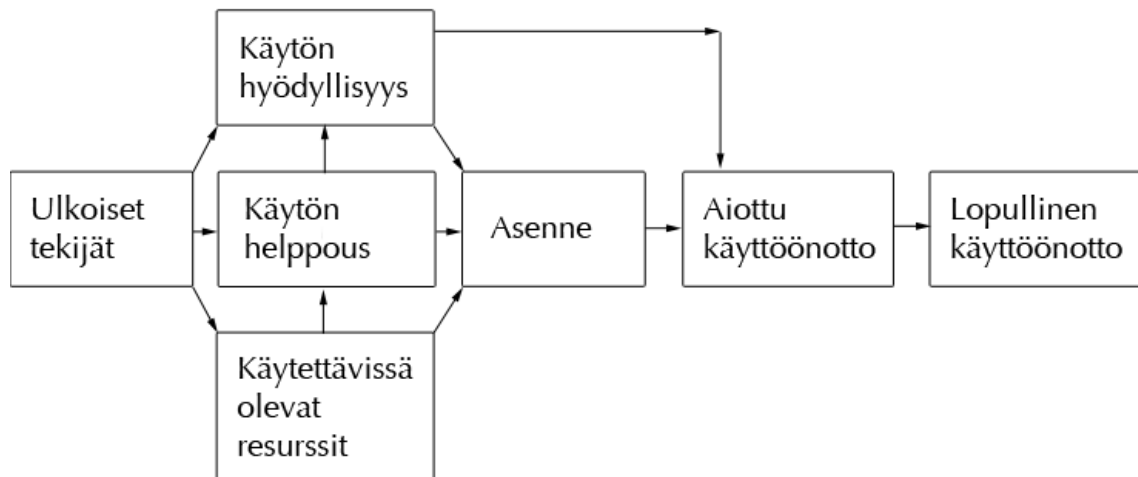 Käytön
hyödyllisyys
Ulkoiset
tekijät
Käytön
helppous
Asenne
Aiottu
käyttöönotto
Lopullinen
käyttöönotto
Käytettävissä
olevat
resurssit